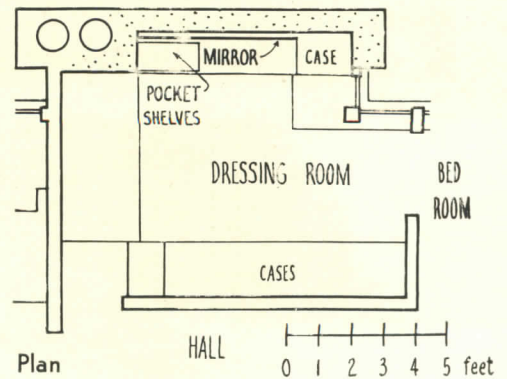 MIRROR
CASE
POCKET
SHELVES
DRESSING ROOM
BED
ROOM
CASES
HALL
Plan
0 1 2 3 4 5 feet